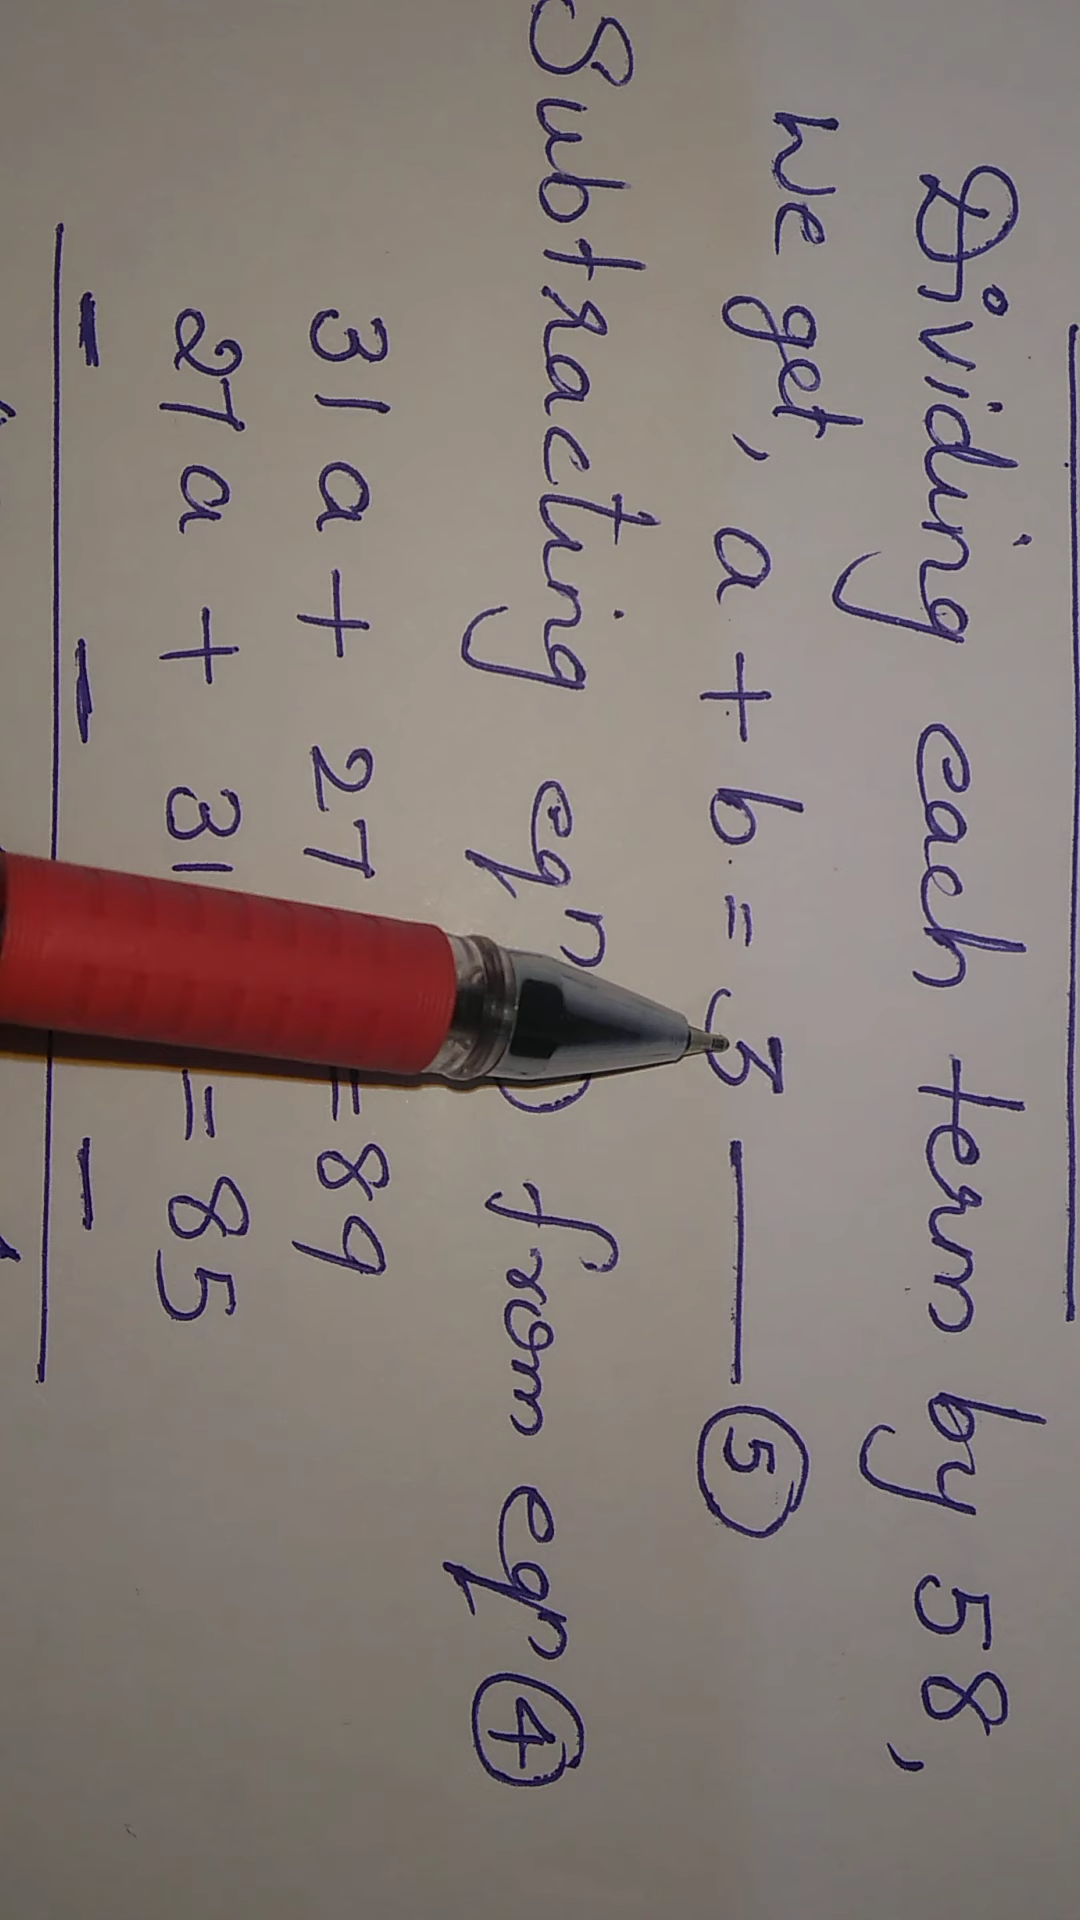 Dividing each term by 58,
we get, a + b = 3 ⑤
Subtracting eqn from eqn ④
31a + 27 = 89
27a + 31 = 85
- - -